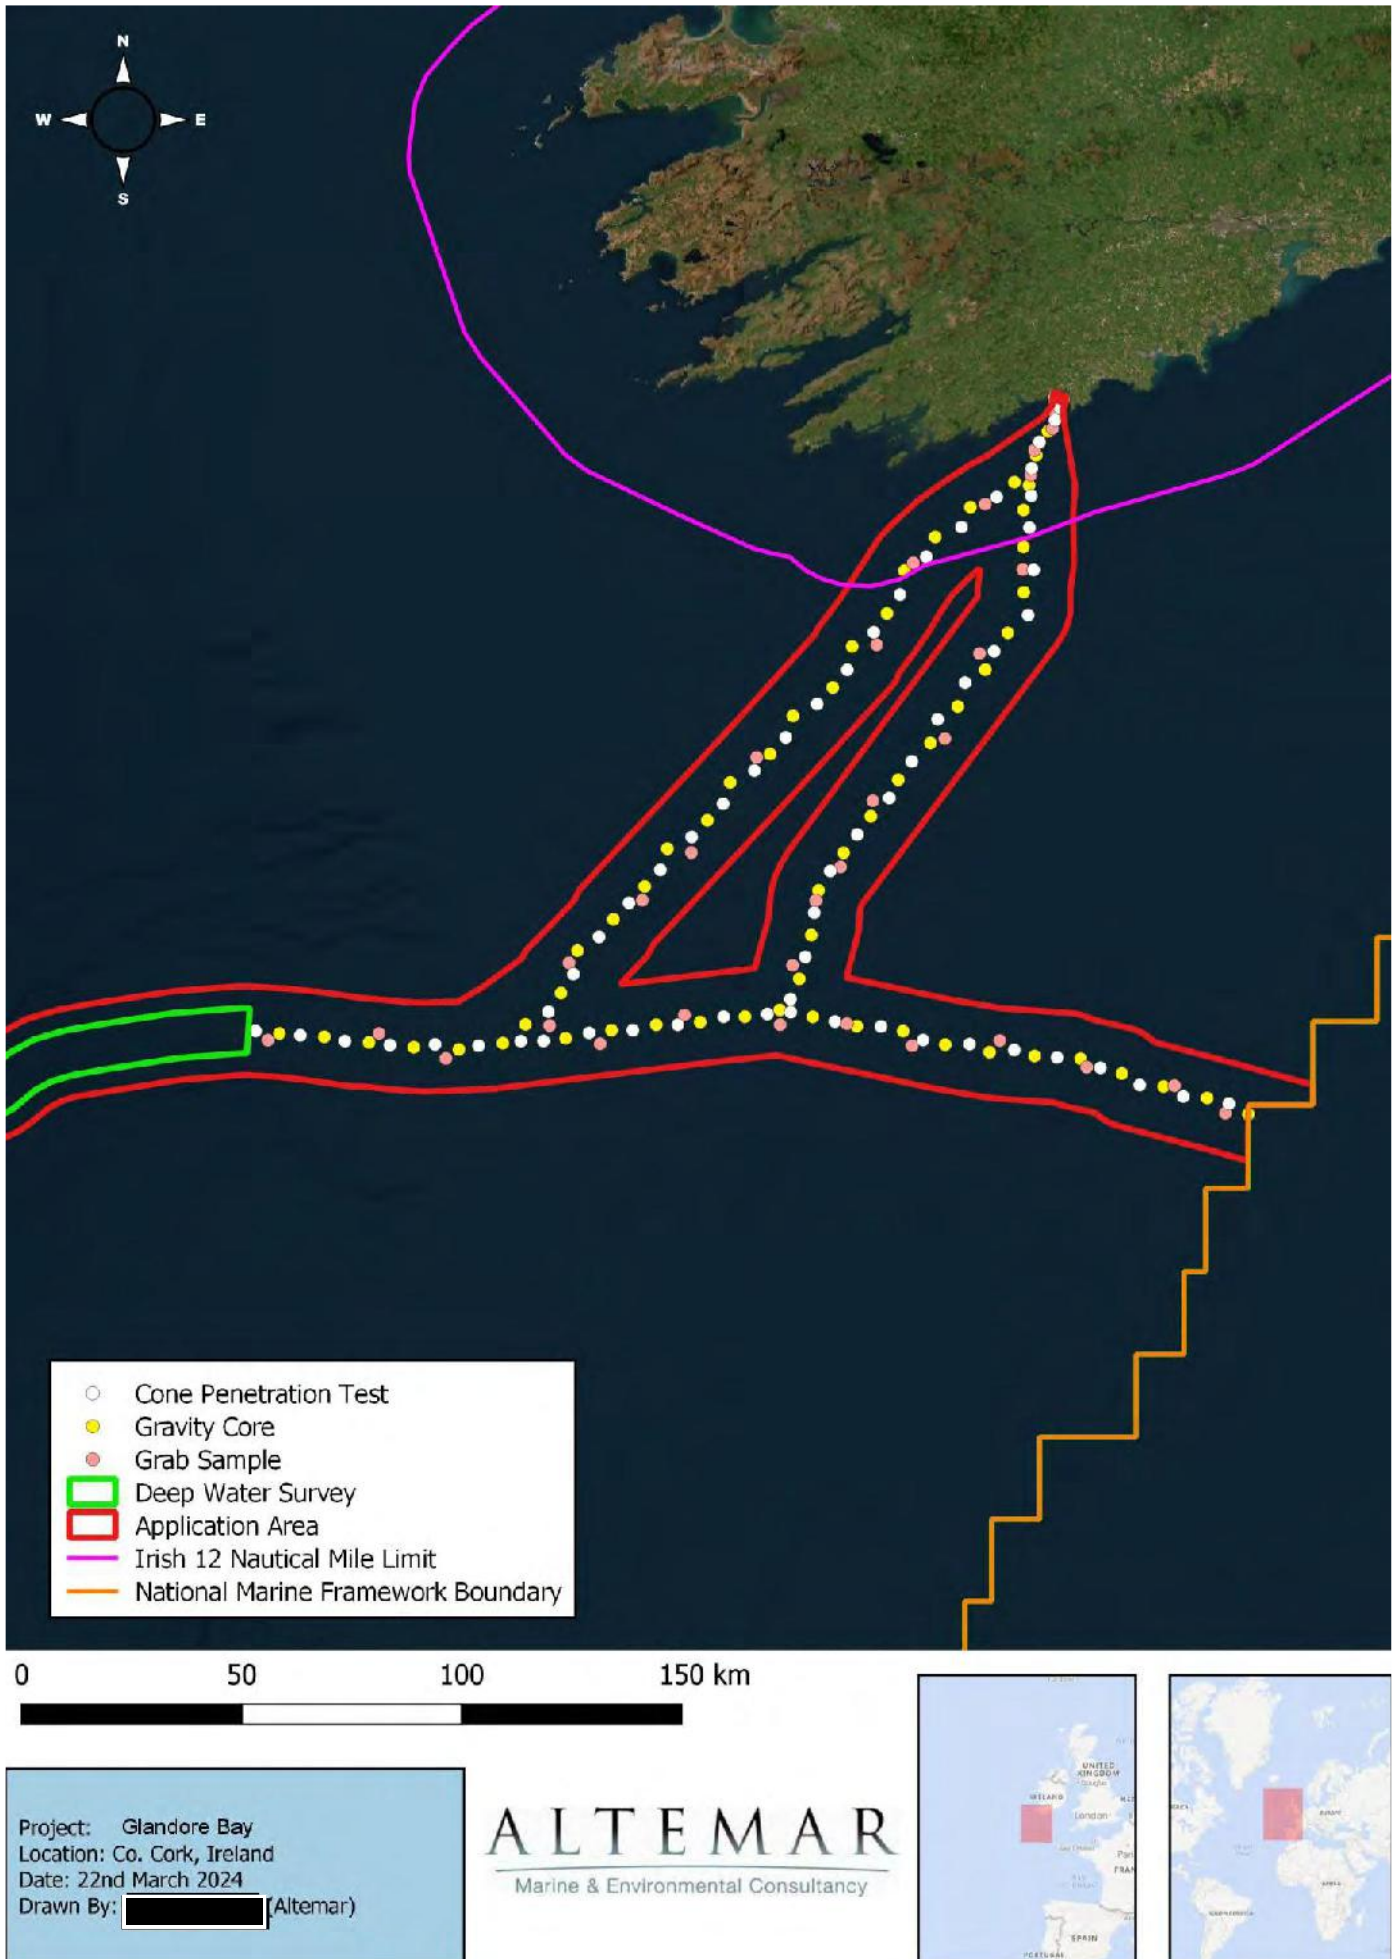 N
W E
S
Cone Penetration Test
Gravity Core
Grab Sample
Deep Water Survey
Application Area
Irish 12 Nautical Mile Limit
National Marine Framework Boundary
0 50 100 150 km
Project: Glandore Bay
Location: Co. Cork, Ireland
Date: 22nd March 2024
Drawn By: (Altemar)
ALTEMAR
Marine & Environmental Consultancy
UNITED
KINGDOM
IRELAND
London
SPAIN
PORTUGAL